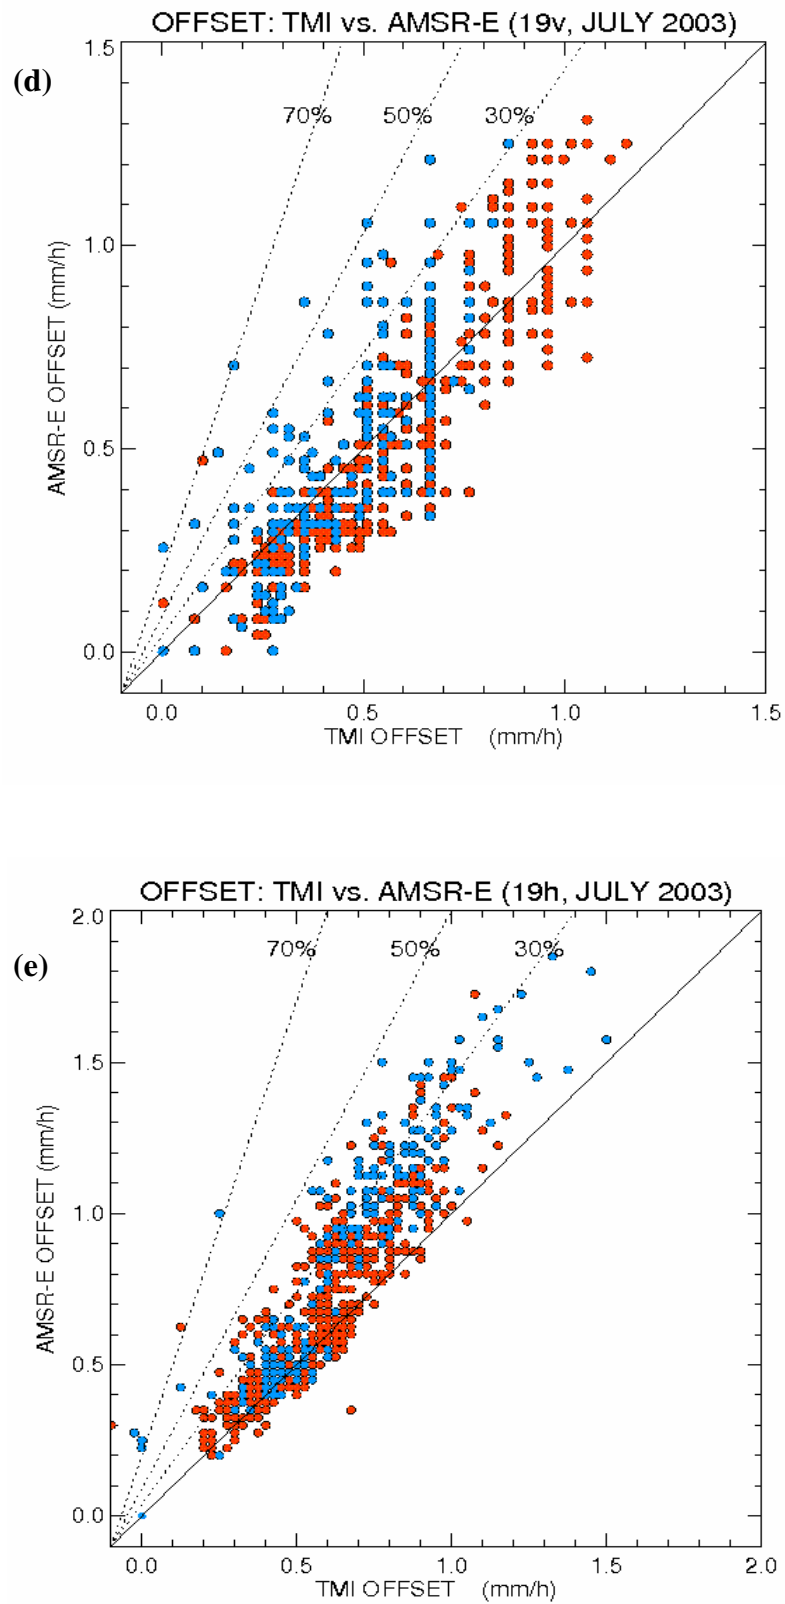 OFFSET: TMI vs. AMSR-E (19v, JULY 2003)
(d)
1.5
70% 50% 30%
1.0
AMSR-E OFFSET (mm/h)
0.5
0.0
0.0 0.5 1.0 1.5
TMI OFFSET (mm/h)
OFFSET: TMI vs. AMSR-E (19h, JULY 2003)
(e)
2.0
70% 50% 30%
1.5
AMSR-E OFFSET (mm/h)
1.0
0.5
0.0
0.0 0.5 1.0 1.5 2.0
TMI OFFSET (mm/h)